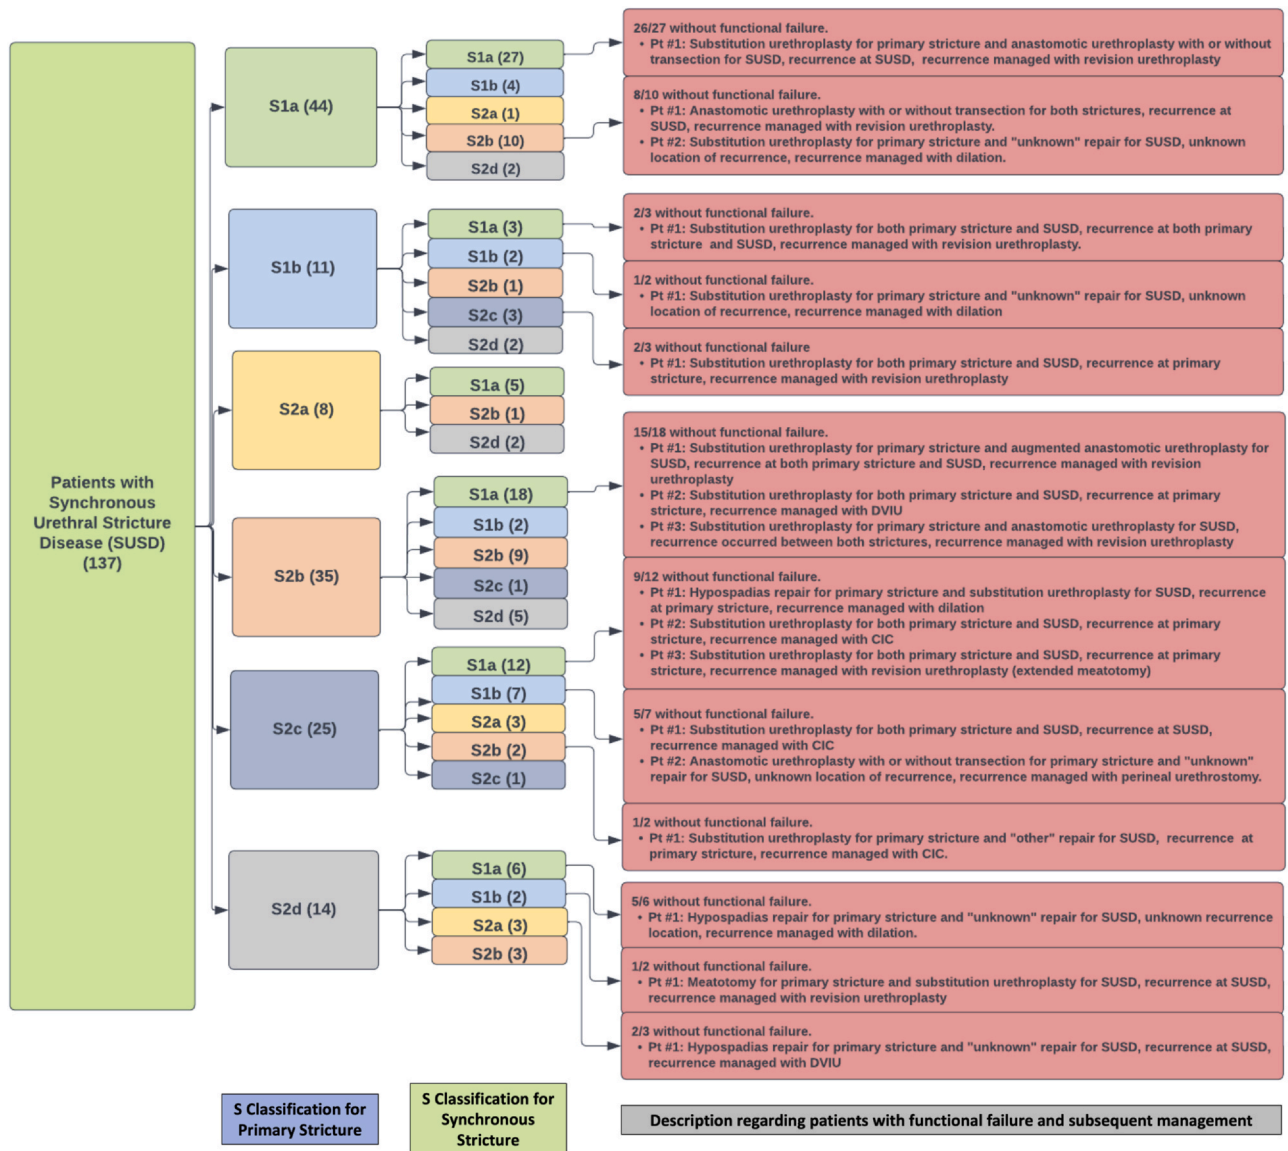 Patients with
Synchronous
Urethral Stricture
Disease (SUSD)
(137)
S1a (44)
S1a (27)
S1b (4)
S2a (1)
S2b (10)
S2d (2)
26/27 without functional failure.
• Pt #1: Substitution urethroplasty for primary stricture and anastomotic urethroplasty with or without
transection for SUSD, recurrence at SUSD, recurrence managed with revision urethroplasty
8/10 without functional failure.
• Pt #1: Anastomotic urethroplasty with or without transection for both strictures, recurrence at
SUSD, recurrence managed with revision urethroplasty.
• Pt #2: Substitution urethroplasty for primary stricture and "unknown" repair for SUSD, unknown
location of recurrence, recurrence managed with dilation.
S1b (11)
S1a (3)
S1b (2)
S2b (1)
S2c (3)
S2d (2)
2/3 without functional failure.
• Pt #1: Substitution urethroplasty for both primary stricture and SUSD, recurrence at both primary
stricture and SUSD, recurrence managed with revision urethroplasty.
1/2 without functional failure.
• Pt #1: Substitution urethroplasty for primary stricture and "unknown" repair for SUSD, unknown
location of recurrence, recurrence managed with dilation
2/3 without functional failure
• Pt #1: Substitution urethroplasty for both primary stricture and SUSD, recurrence at primary
stricture, recurrence managed with revision urethroplasty
S2a (8)
S1a (5)
S2b (1)
S2d (2)
S2b (35)
S1a (18)
S1b (2)
S2b (9)
S2c (1)
S2d (5)
15/18 without functional failure.
• Pt #1: Substitution urethroplasty for primary stricture and augmented anastomotic urethroplasty for
SUSD, recurrence at both primary stricture and SUSD, recurrence managed with revision
urethroplasty
• Pt #2: Substitution urethroplasty for both primary stricture and SUSD, recurrence at primary
stricture, recurrence managed with DVIU
• Pt #3: Substitution urethroplasty for primary stricture and anastomotic urethroplasty for SUSD,
recurrence occurred between both strictures, recurrence managed with revision urethroplasty
S2c (25)
S1a (12)
S1b (7)
S2a (3)
S2b (2)
S2c (1)
9/12 without functional failure.
• Pt #1: Hypospadias repair for primary stricture and substitution urethroplasty for SUSD, recurrence
at primary stricture, recurrence managed with dilation
• Pt #2: Substitution urethroplasty for both primary stricture and SUSD, recurrence at primary
stricture, recurrence managed with CIC
• Pt #3: Substitution urethroplasty for both primary stricture and SUSD, recurrence at primary
stricture, recurrence managed with revision urethroplasty (extended meatotomy)
5/7 without functional failure.
• Pt #1: Substitution urethroplasty for both primary stricture and SUSD, recurrence at SUSD,
recurrence managed with CIC
• Pt #2: Anastomotic urethroplasty with or without transection for primary stricture and "unknown"
repair for SUSD, unknown location of recurrence, recurrence managed with perineal urethrostomy.
1/2 without functional failure.
• Pt #1: Substitution urethroplasty for primary stricture and "other" repair for SUSD, recurrence at
primary stricture, recurrence managed with CIC.
S2d (14)
S1a (6)
S1b (2)
S2a (3)
S2b (3)
5/6 without functional failure.
• Pt #1: Hypospadias repair for primary stricture and "unknown" repair for SUSD, unknown recurrence
location, recurrence managed with dilation.
1/2 without functional failure.
• Pt #1: Meatotomy for primary stricture and substitution urethroplasty for SUSD, recurrence at SUSD,
recurrence managed with revision urethroplasty
2/3 without functional failure.
• Pt #1: Hypospadias repair for primary stricture and "unknown" repair for SUSD, recurrence at SUSD,
recurrence managed with DVIU
S Classification for
Primary Stricture
S Classification for
Synchronous
Stricture
Description regarding patients with functional failure and subsequent management